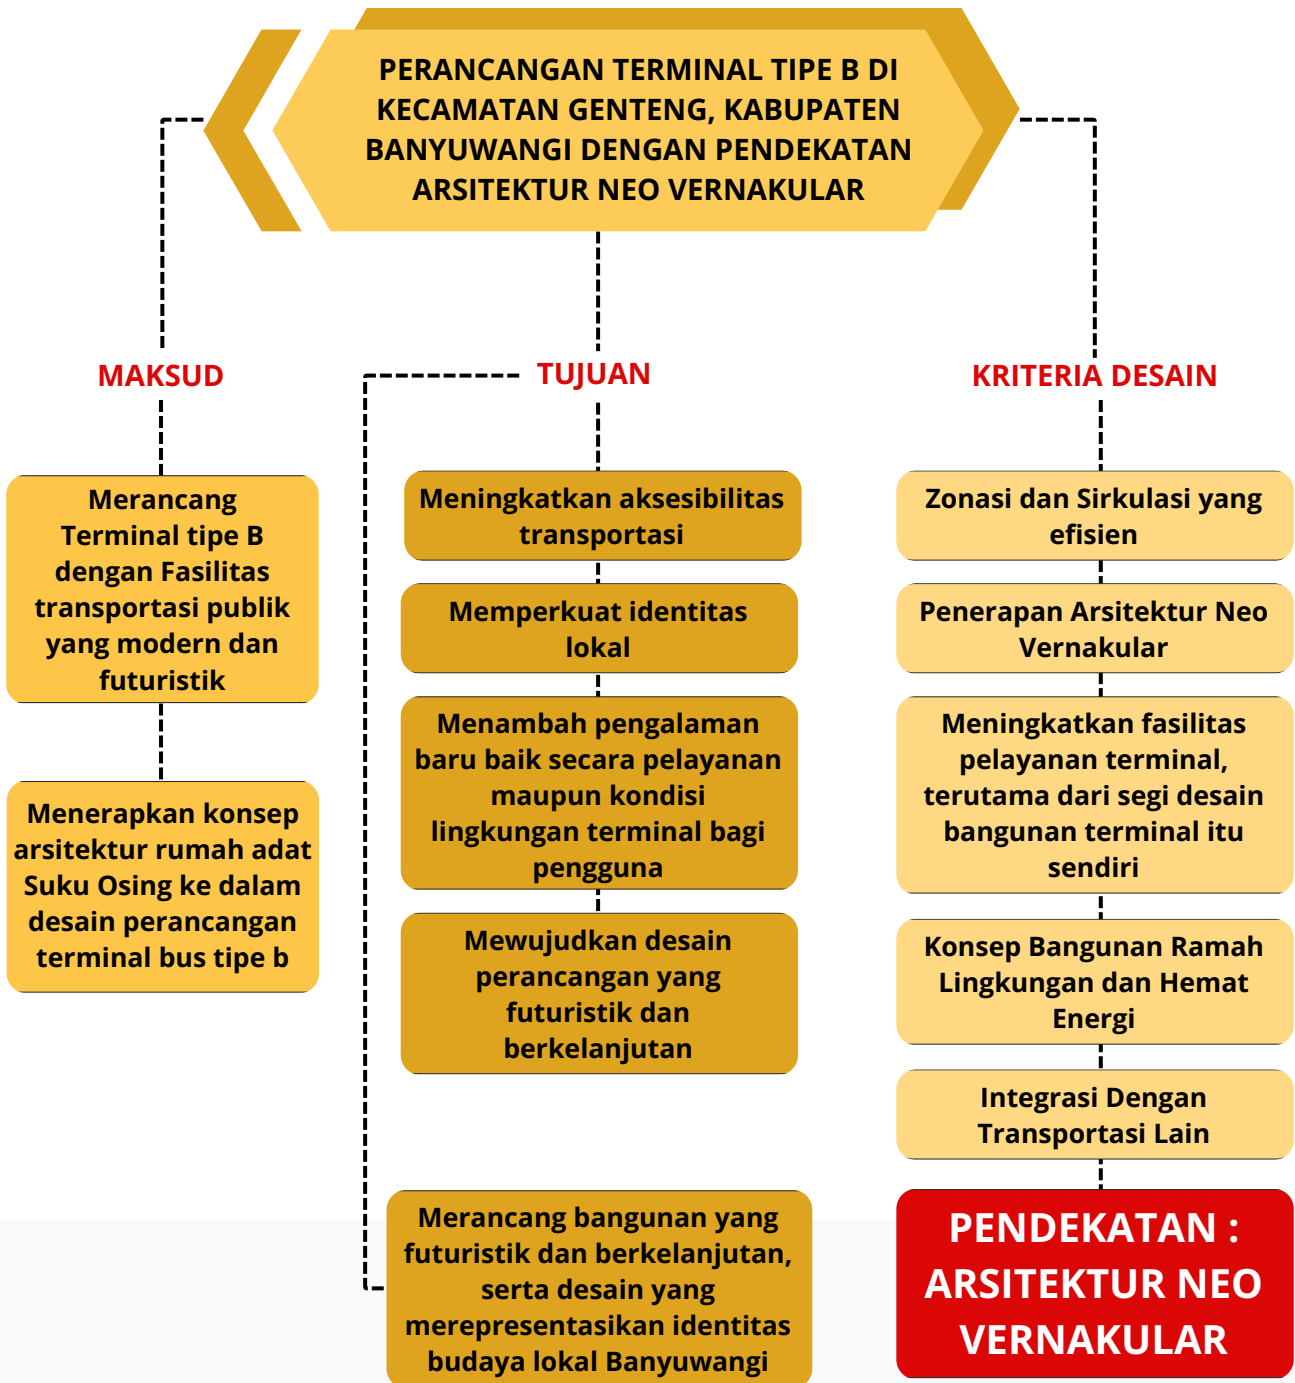 PERANCANGAN TERMINAL TIPE B DI
KECAMATAN GENTENG, KABUPATEN
BANYUWANGI DENGAN PENDEKATAN
ARSITEKTUR NEO VERNAKULAR
MAKSUD
Merancang
Terminal tipe B
dengan Fasilitas
transportasi publik
yang modern dan
futuristik
Menerapkan konsep
arsitektur rumah adat
Suku Osing ke dalam
desain perancangan
terminal bus tipe b
TUJUAN
Meningkatkan aksesibilitas
transportasi
Memperkuat identitas
lokal
Menambah pengalaman
baru baik secara pelayanan
maupun kondisi
lingkungan terminal bagi
pengguna
Mewujudkan desain
perancangan yang
futuristik dan
berkelanjutan
Merancang bangunan yang
futuristik dan berkelanjutan,
serta desain yang
merepresentasikan identitas
budaya lokal Banyuwangi
KRITERIA DESAIN
Zonasi dan Sirkulasi yang
efisien
Penerapan Arsitektur Neo
Vernakular
Meningkatkan fasilitas
pelayanan terminal,
terutama dari segi desain
bangunan terminal itu
sendiri
Konsep Bangunan Ramah
Lingkungan dan Hemat
Energi
Integrasi Dengan
Transportasi Lain
PENDEKATAN :
ARSITEKTUR NEO
VERNAKULAR